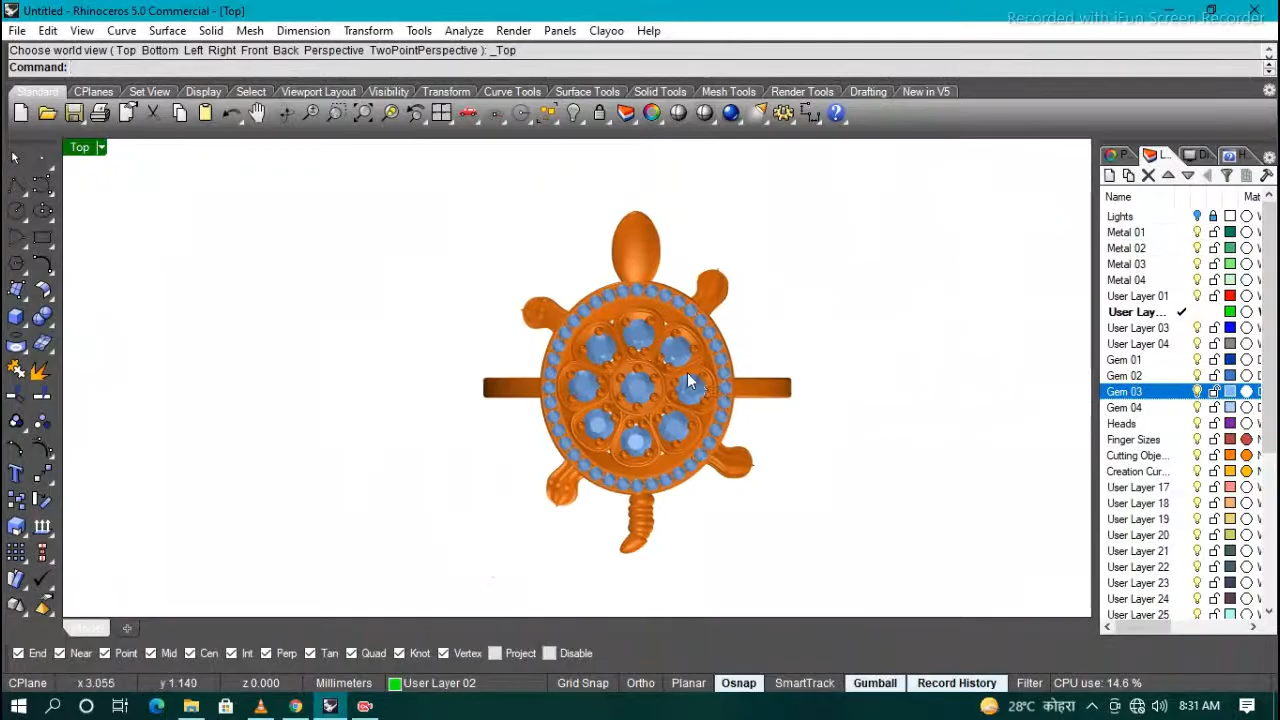 Untitled - Rhinoceros 5.0 Commercial - [Top]
Recorded with iFun Screen Recorder
File Edit View Curve Surface Solid Mesh Dimension Transform Tools Analyze Render Panels Clayoo Help
Choose world view ( Top Bottom Left Right Front Back Perspective TwoPointPerspective ): _Top
Command:
Standard CPlanes Set View Display Select Viewport Layout Visibility Transform Curve Tools Surface Tools Solid Tools Mesh Tools Render Tools Drafting New in V5
Top
P... L... Di... H...
Name Mat
Lights
Metal 01
Metal 02
Metal 03
Metal 04
User Layer 01
User Lay...
User Layer 03
User Layer 04
Gem 01
Gem 02
Gem 03
Gem 04
Heads
Finger Sizes
Cutting Obje...
Creation Cur...
User Layer 17
User Layer 18
User Layer 19
User Layer 20
User Layer 21
User Layer 22
User Layer 23
User Layer 24
User Layer 25
End Near Point Mid Cen Int Perp Tan Quad Knot Vertex Project Disable
CPlane x 3.055 y 1.140 z 0.000 Millimeters User Layer 02 Grid Snap Ortho Planar Osnap SmartTrack Gumball Record History Filter CPU use: 14.6 %
28°C कोहरा 8:31 AM